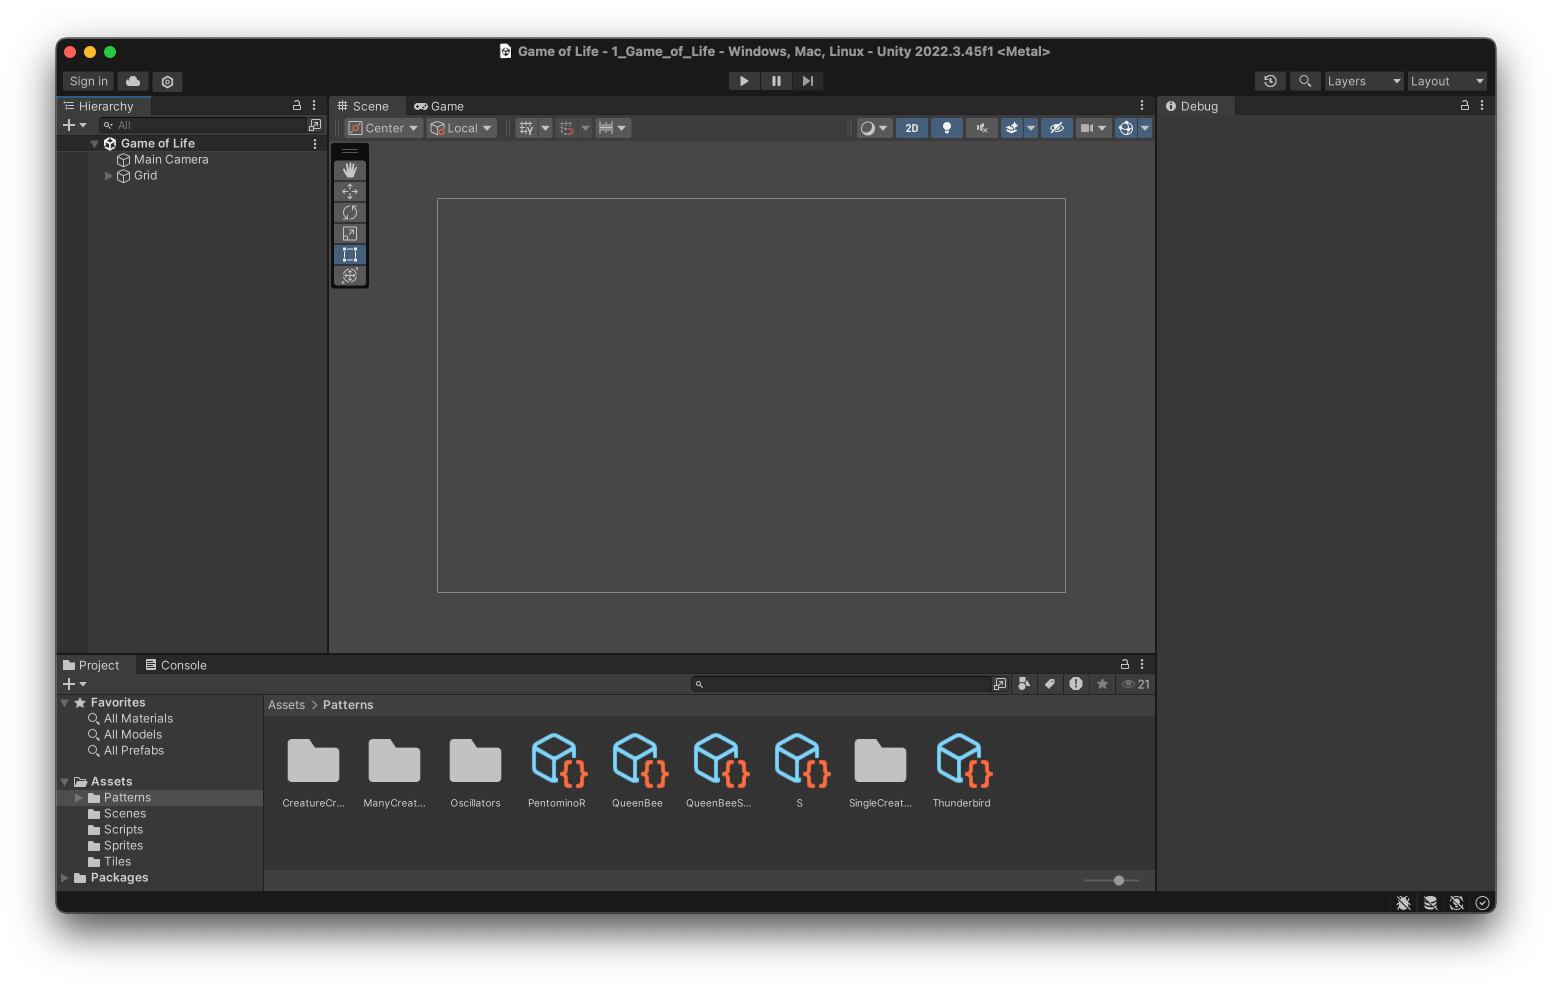 Game of Life - 1_Game_of_Life - Windows, Mac, Linux - Unity 2022.3.45f1 <Metal>
Sign in
Layers
Layout
Hierarchy
All
Game of Life
Main Camera
Grid
Scene
Game
Center
Local
2D
Debug
Project
Console
21
Favorites
All Materials
All Models
All Prefabs
Assets
Patterns
Scenes
Scripts
Sprites
Tiles
Packages
Assets > Patterns
CreatureCr...
ManyCreat...
Oscillators
PentominoR
QueenBee
QueenBeeS...
S
SingleCreat...
Thunderbird